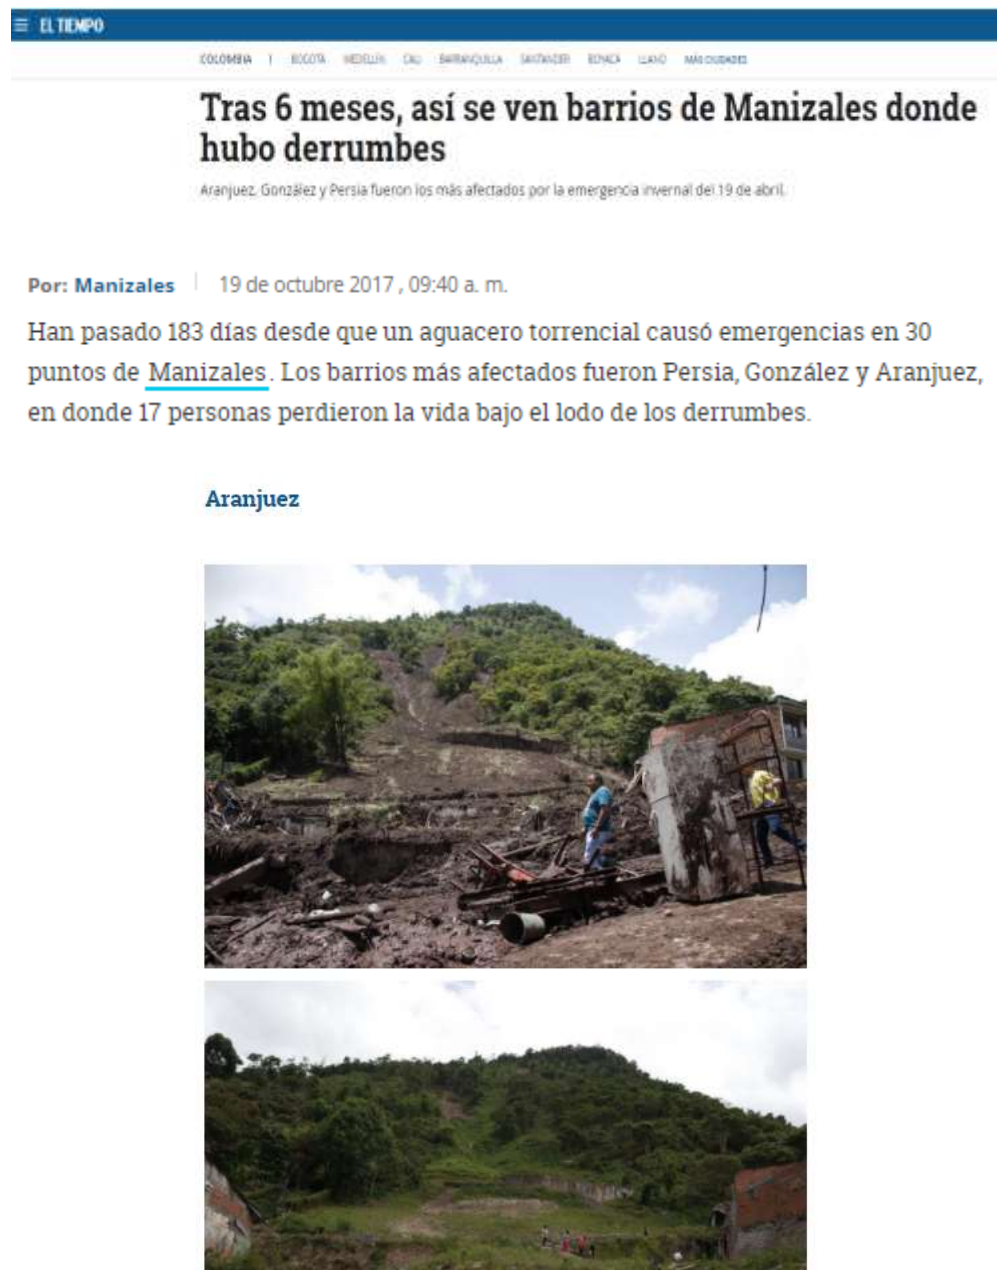 ≡ EL TIEMPO
COLOMBIA | BOGOTÁ MEDELLÍN CALI BARRANQUILLA SANTANDER BOYACÁ LLANO MÁS CIUDADES
Tras 6 meses, así se ven barrios de Manizales donde
hubo derrumbes
Aranjuez, González y Persia fueron los más afectados por la emergencia invernal del 19 de abril.
Por: Manizales | 19 de octubre 2017 , 09:40 a. m.
Han pasado 183 días desde que un aguacero torrencial causó emergencias en 30
puntos de Manizales. Los barrios más afectados fueron Persia, González y Aranjuez,
en donde 17 personas perdieron la vida bajo el lodo de los derrumbes.
Aranjuez